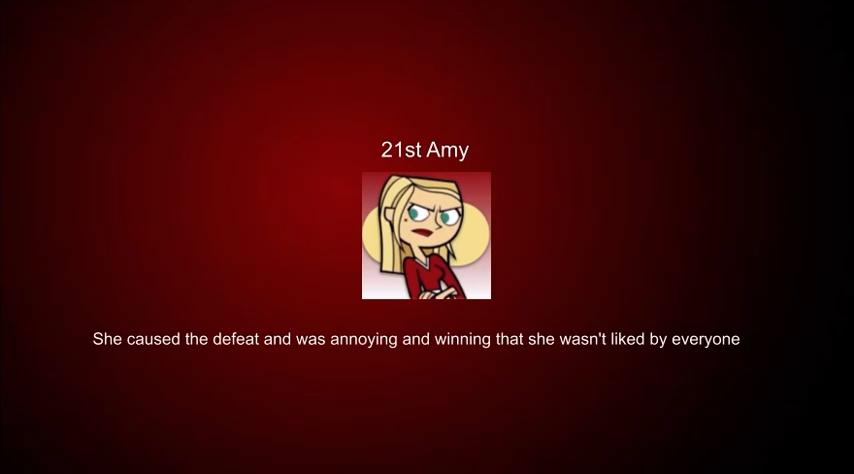 21st Amy
She caused the defeat and was annoying and winning that she wasn't liked by everyone